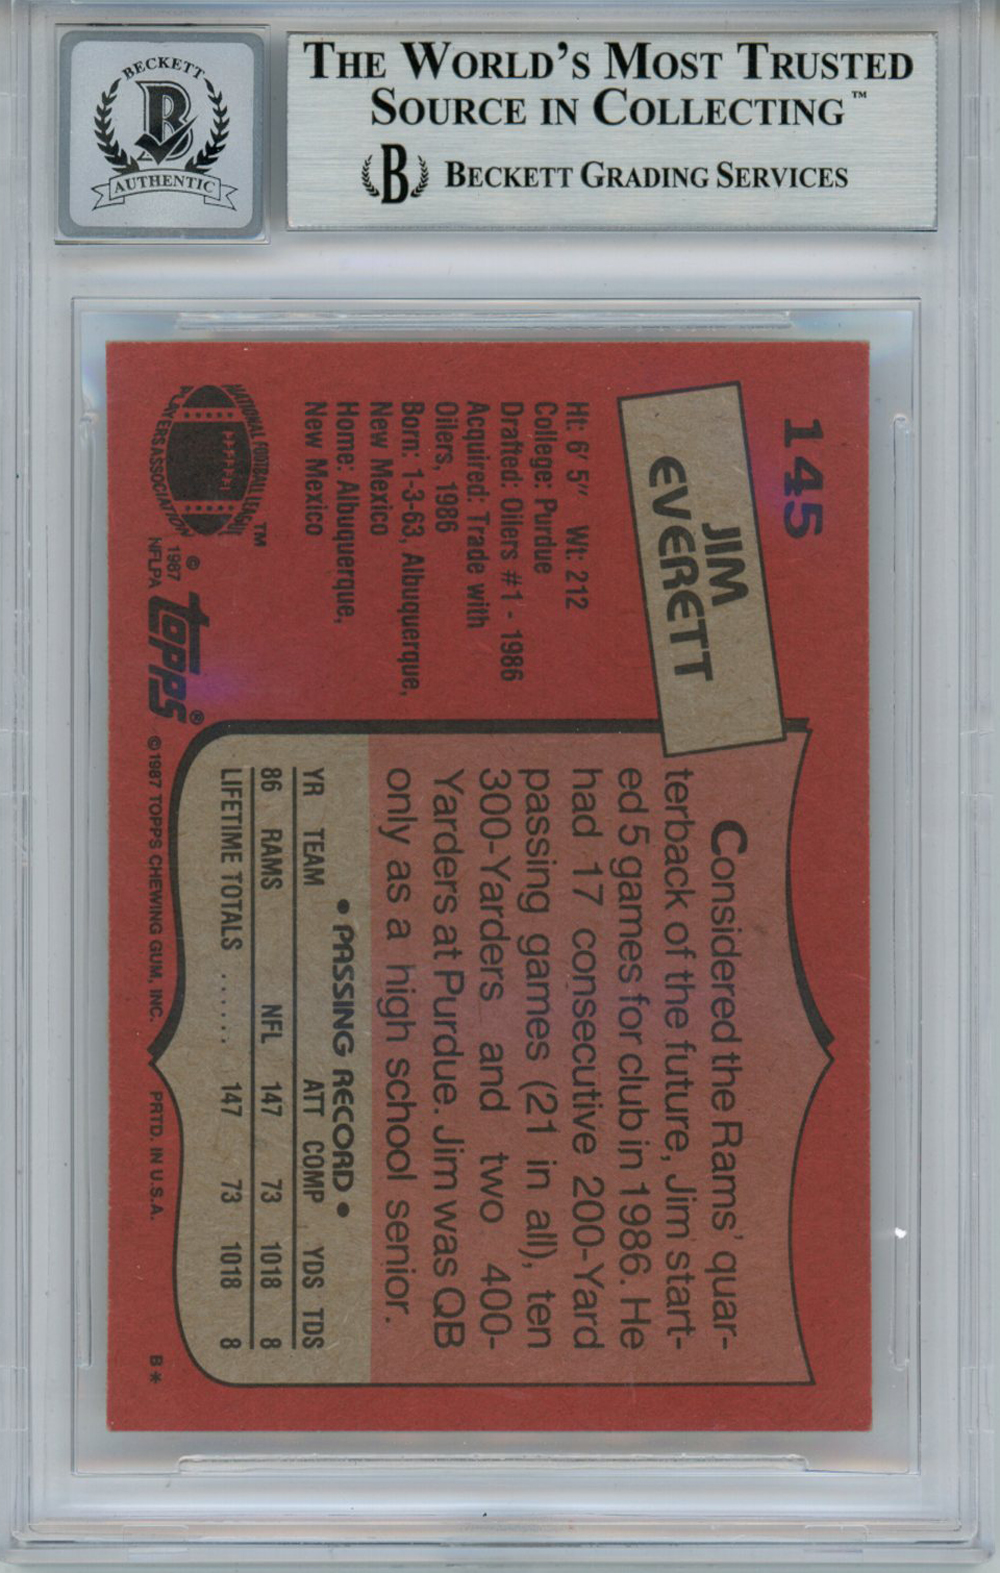 BECKETT
B
AUTHENTIC
THE WORLD'S MOST TRUSTED
SOURCE IN COLLECTING™
B BECKETT GRADING SERVICES
145
JIM
EVERETT
Ht: 6' 5" Wt: 212
College: Purdue
Drafted: Oilers #1 - 1986
Acquired: Trade with
Oilers, 1986
Born: 1-3-63, Albuquerque,
New Mexico
Home: Albuquerque,
New Mexico
NATIONAL FOOTBALL LEAGUE
PLAYERS ASSOCIATION
™
©
1987
NFLPA
topps®
Considered the Rams' quar-
terback of the future, Jim start-
ed 5 games for club in 1986. He
had 17 consecutive 200-Yard
passing games (21 in all), ten
300-Yarders and two 400-
Yarders at Purdue. Jim was QB
only as a high school senior.
• PASSING RECORD •
YR TEAM ATT COMP YDS TDS
86 RAMS NFL 147 73 1018 8
LIFETIME TOTALS ...... 147 73 1018 8
©1987 TOPPS CHEWING GUM, INC. PRTD. IN U.S.A. B*